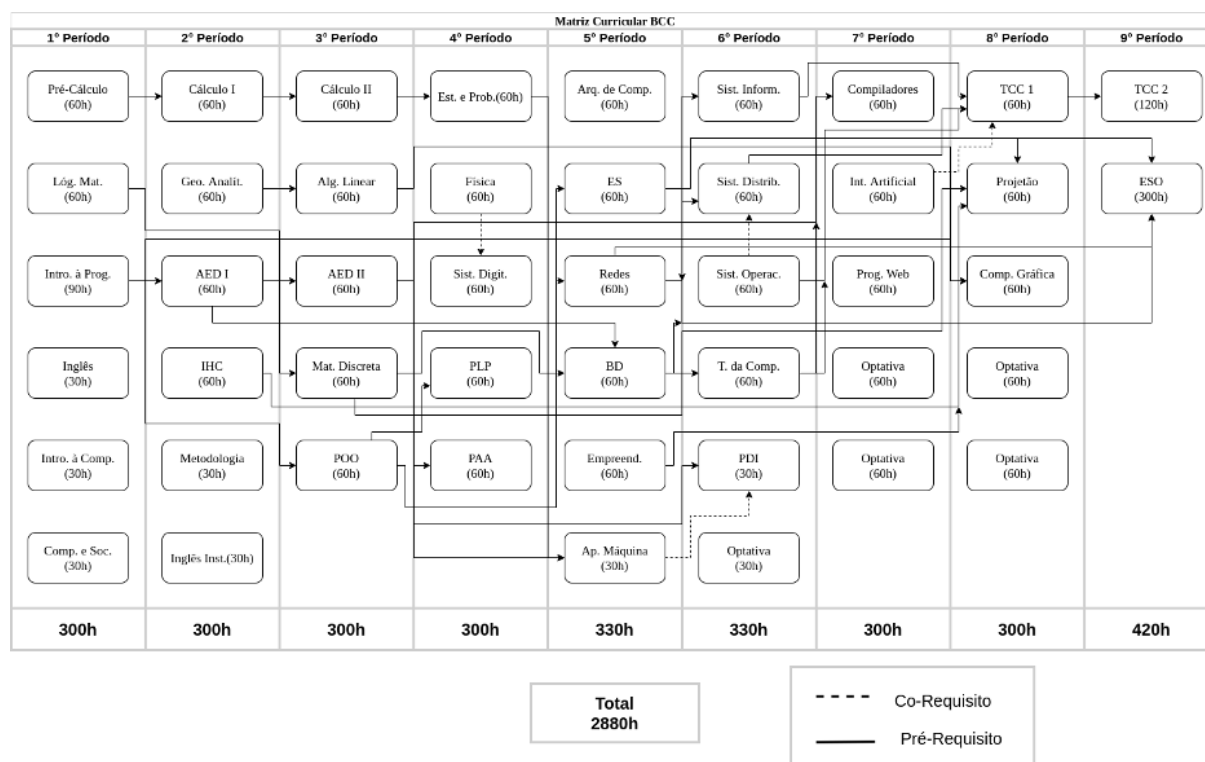 Matriz Curricular BCC
1º Período 2º Período 3º Período 4º Período 5º Período 6º Período 7º Período 8º Período 9º Período
Pré-Cálculo
(60h)
Cálculo I
(60h)
Cálculo II
(60h)
Est. e Prob.(60h)
Arq. de Comp.
(60h)
Sist. Inform.
(60h)
Compiladores
(60h)
TCC 1
(60h)
TCC 2
(120h)
Lóg. Mat.
(60h)
Geo. Analít.
(60h)
Alg. Linear
(60h)
Física
(60h)
ES
(60h)
Sist. Distrib.
(60h)
Int. Artificial
(60h)
Projetão
(60h)
ESO
(300h)
Intro. à Prog.
(90h)
AED I
(60h)
AED II
(60h)
Sist. Digit.
(60h)
Redes
(60h)
Sist. Operac.
(60h)
Prog. Web
(60h)
Comp. Gráfica
(60h)
Inglês
(30h)
IHC
(60h)
Mat. Discreta
(60h)
PLP
(60h)
BD
(60h)
T. da Comp.
(60h)
Optativa
(60h)
Optativa
(60h)
Intro. à Comp.
(30h)
Metodologia
(30h)
POO
(60h)
PAA
(60h)
Empreend.
(60h)
PDI
(30h)
Optativa
(60h)
Optativa
(60h)
Comp. e Soc.
(30h)
Inglês Inst.(30h)
Ap. Máquina
(30h)
Optativa
(30h)
300h 300h 300h 300h 330h 330h 300h 300h 420h
Total
2880h
Co-Requisito
Pré-Requisito